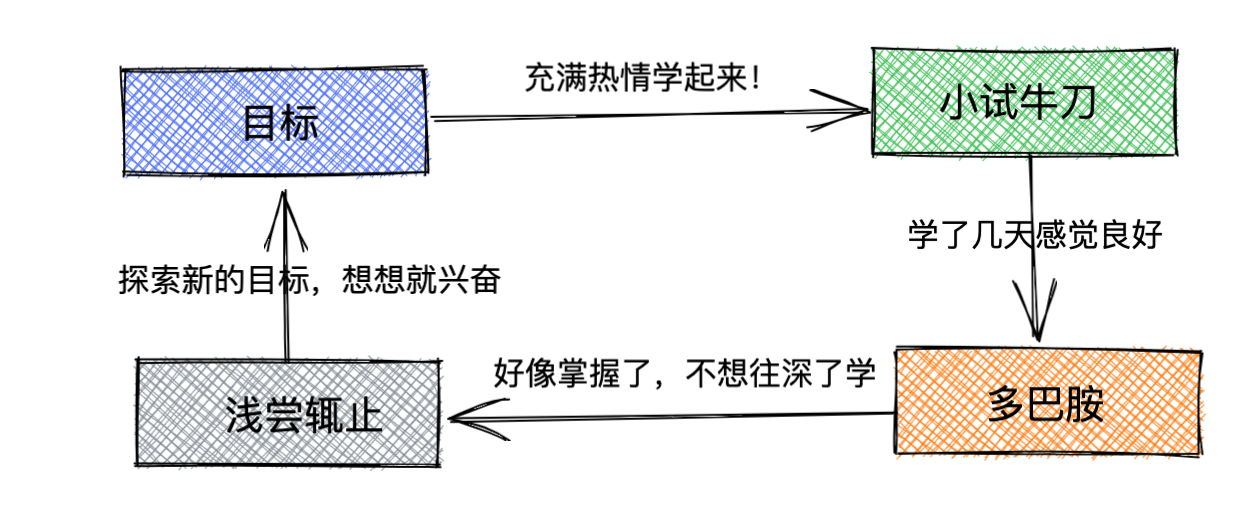 充满热情学起来！
目标
小试牛刀
学了几天感觉良好
探索新的目标，想想就兴奋
好像掌握了，不想往深了学
浅尝辄止
多巴胺